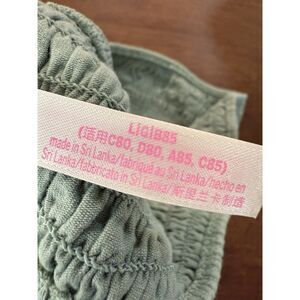 L|G|B85
(适用C80, D80, A85, C85)
made in Sri Lanka/fabriqué au Sri Lanka/hecho en
Sri Lanka/fabbricato in Sri Lanka/斯里兰卡制造